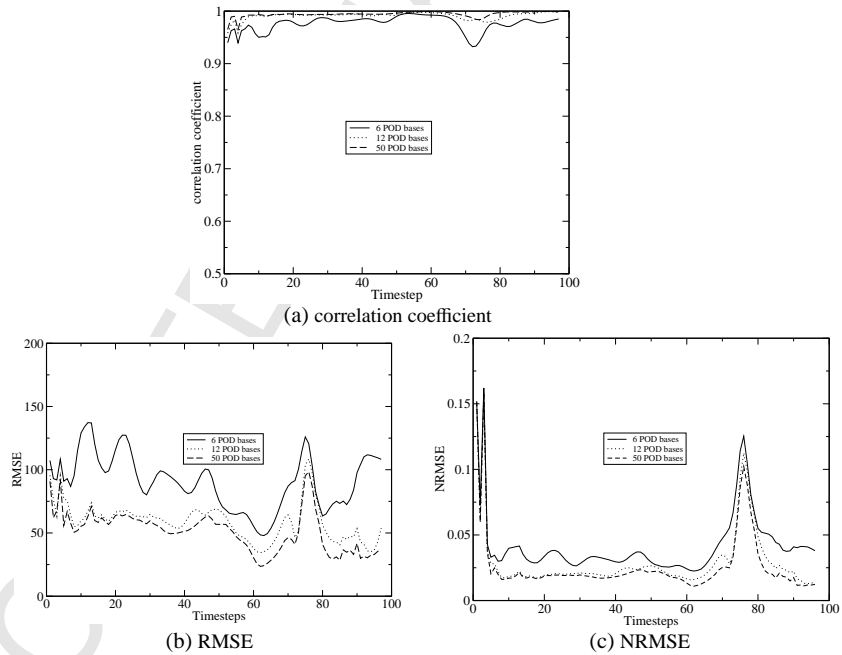 1
0.9
0.8
0.7
0.6
0.5
correlation coefficient
6 POD bases
12 POD bases
50 POD bases
0 20 40 60 80 100
Timestep
(a) correlation coefficient
200
150
100
50
0
RMSE
6 POD bases
12 POD bases
50 POD bases
0 20 40 60 80 100
Timesteps
(b) RMSE
0.2
0.15
0.1
0.05
0
NRMSE
6 POD bases
12 POD bases
50 POD bases
0 20 40 60 80 100
Timesteps
(c) NRMSE